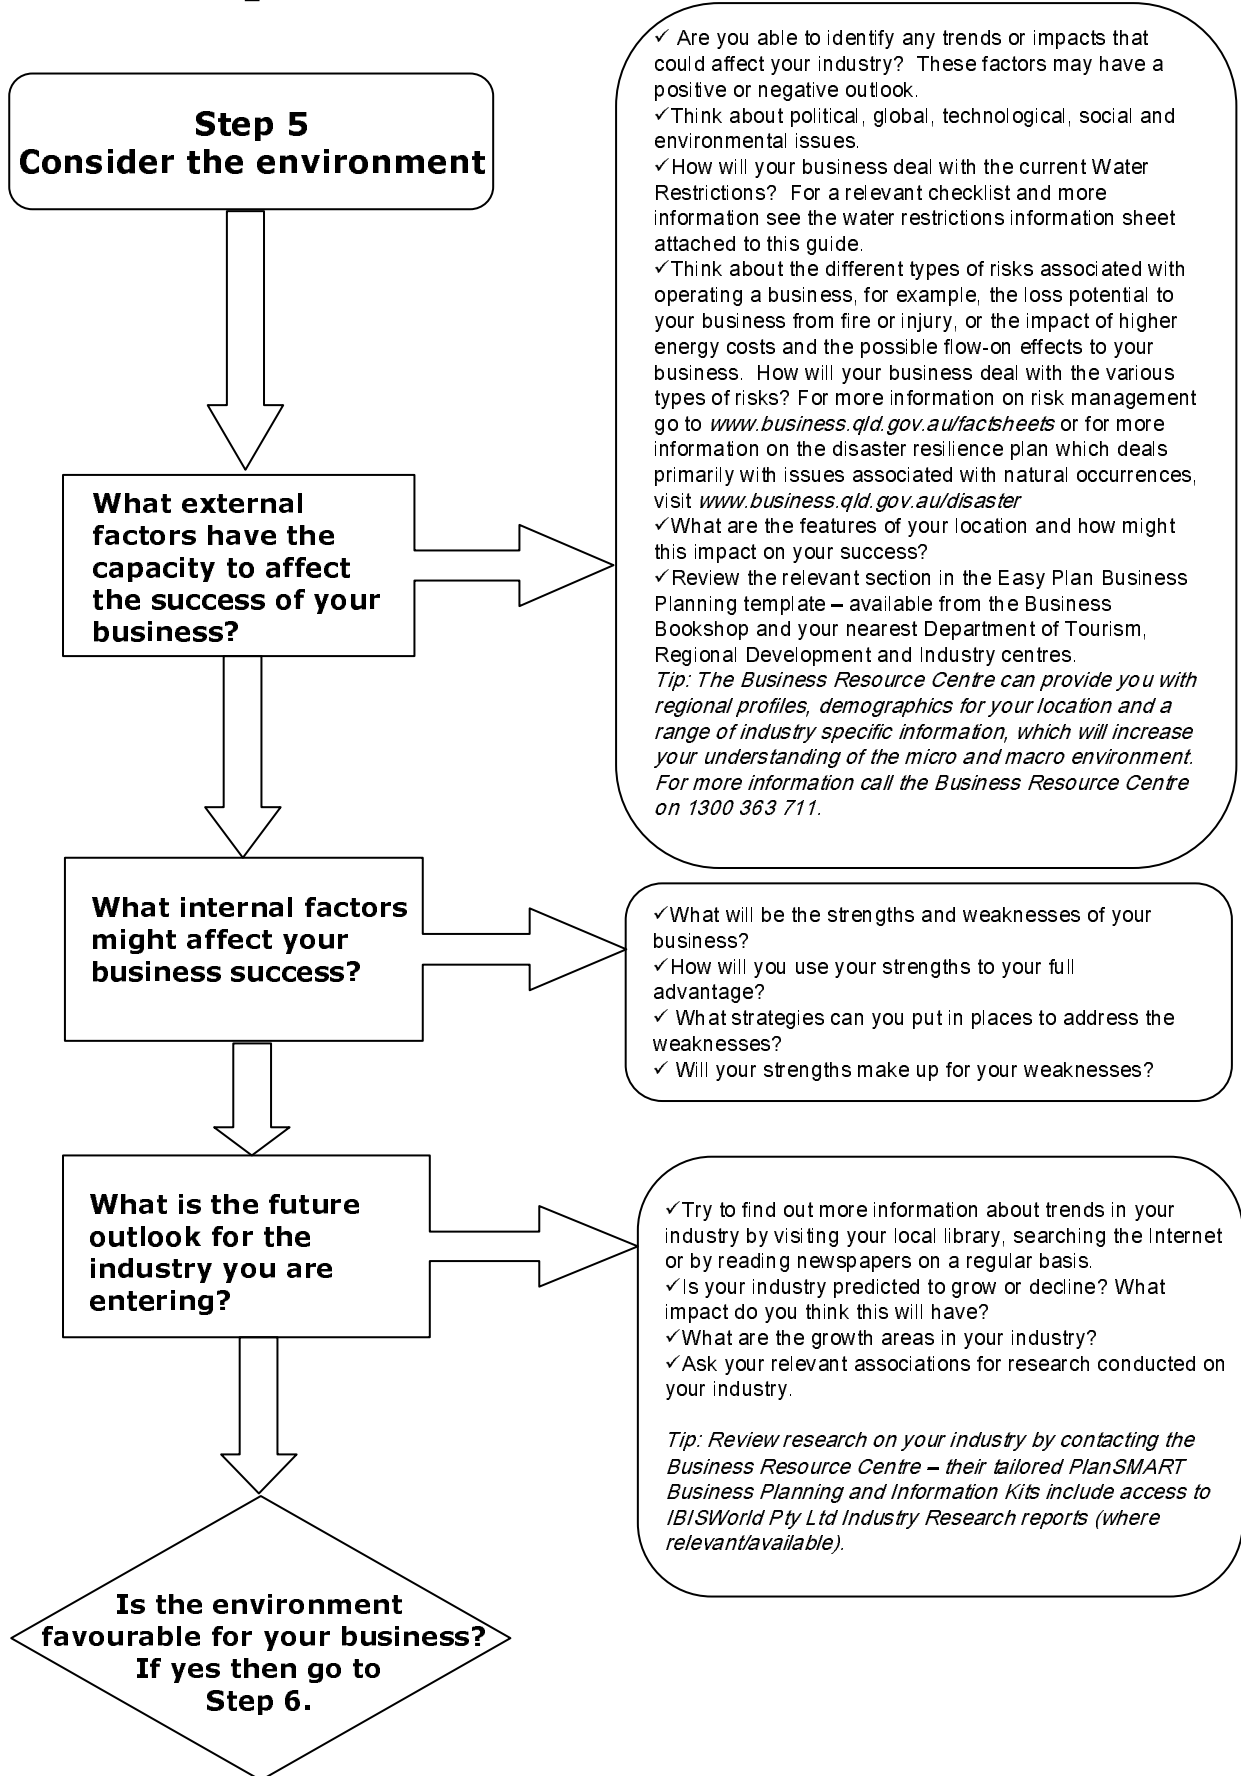 Step 5
Consider the environment
✓ Are you able to identify any trends or impacts that
could affect your industry?  These factors may have a
positive or negative outlook.
✓Think about political, global, technological, social and
environmental issues.
✓How will your business deal with the current Water
Restrictions?  For a relevant checklist and more
information see the water restrictions information sheet
attached to this guide.
✓Think about the different types of risks associated with
operating a business, for example, the loss potential to
your business from fire or injury, or the impact of higher
energy costs and the possible flow-on effects to your
business.  How will your business deal with the various
types of risks? For more information on risk management
go to www.business.qld.gov.au/factsheets or for more
information on the disaster resilience plan which deals
primarily with issues associated with natural occurrences,
visit www.business.qld.gov.au/disaster
✓What are the features of your location and how might
this impact on your success?
✓Review the relevant section in the Easy Plan Business
Planning template – available from the Business
Bookshop and your nearest Department of Tourism,
Regional Development and Industry centres.
Tip: The Business Resource Centre can provide you with
regional profiles, demographics for your location and a
range of industry specific information, which will increase
your understanding of the micro and macro environment.
For more information call the Business Resource Centre
on 1300 363 711.
What external
factors have the
capacity to affect
the success of your
business?
What internal factors
might affect your
business success?
✓What will be the strengths and weaknesses of your
business?
✓How will you use your strengths to your full
advantage?
✓ What strategies can you put in places to address the
weaknesses?
✓ Will your strengths make up for your weaknesses?
What is the future
outlook for the
industry you are
entering?
✓Try to find out more information about trends in your
industry by visiting your local library, searching the Internet
or by reading newspapers on a regular basis.
✓Is your industry predicted to grow or decline? What
impact do you think this will have?
✓What are the growth areas in your industry?
✓Ask your relevant associations for research conducted on
your industry.
Tip: Review research on your industry by contacting the
Business Resource Centre – their tailored PlanSMART
Business Planning and Information Kits include access to
IBISWorld Pty Ltd Industry Research reports (where
relevant/available).
Is the environment
favourable for your business?
If yes then go to
Step 6.